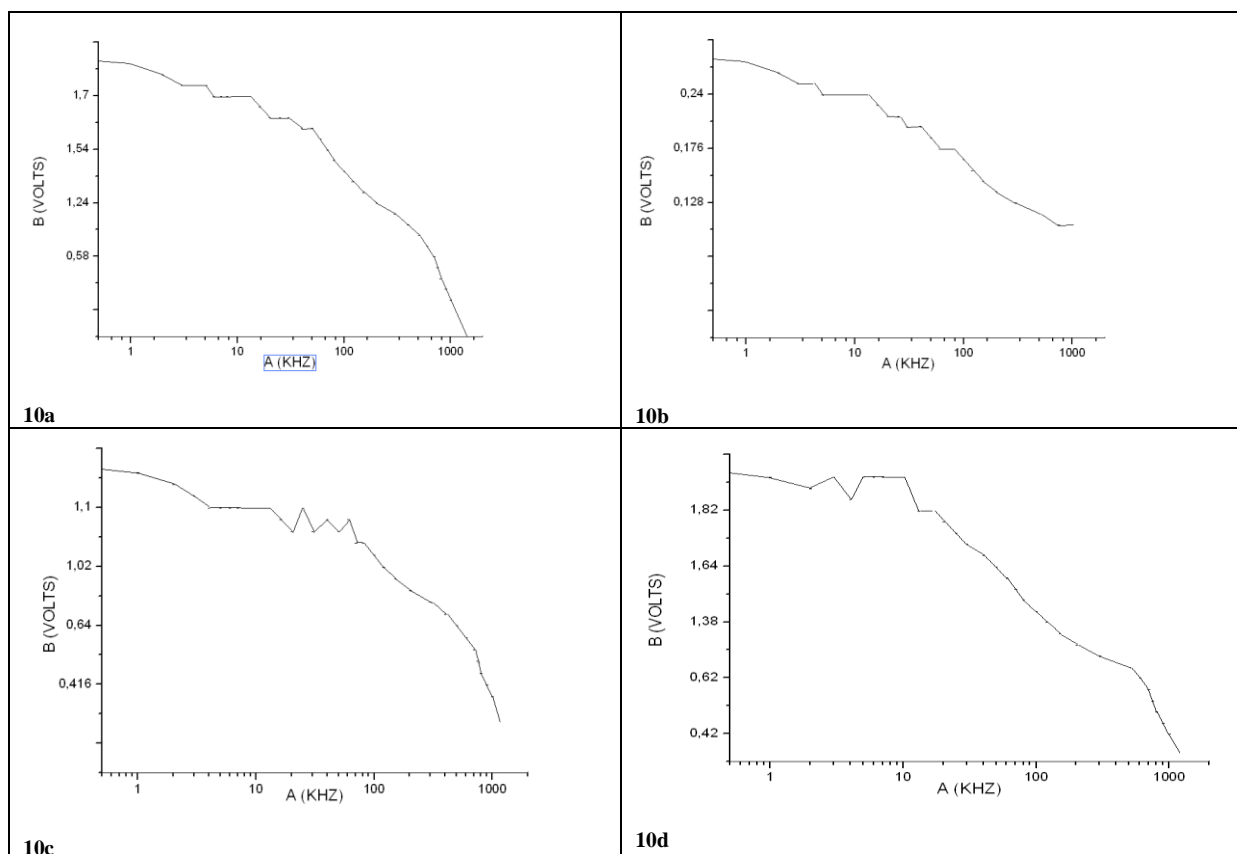 1,7
1,54
1,24
0,58
B (VOLTS)
1
10
100
1000
A (KHZ)
10a
0,24
0,176
0,128
B (VOLTS)
1
10
100
1000
A (KHZ)
10b
1,1
1,02
0,64
0,416
B (VOLTS)
1
10
100
1000
A (KHZ)
10c
1,82
1,64
1,38
0,62
0,42
B (VOLTS)
1
10
100
1000
A (KHZ)
10d